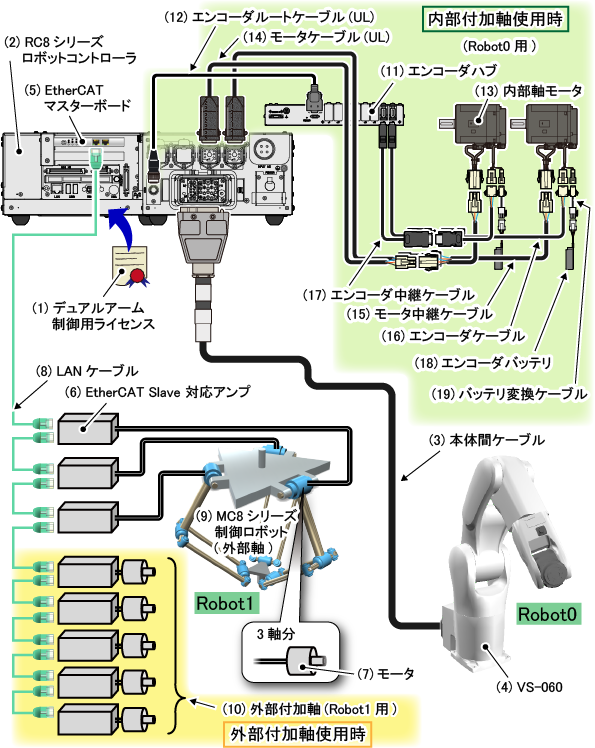 (12) エンコーダルートケーブル(UL)
(14) モータケーブル(UL)
内部付加軸使用時
(Robot0 用)
(2) RC8 シリーズ
ロボットコントローラ
(5) EtherCAT
マスターボード
(11) エンコーダハブ
(13) 内部軸モータ
(1) デュアルアーム
制御用ライセンス
(17) エンコーダ中継ケーブル
(15) モータ中継ケーブル
(16) エンコーダケーブル
(18) エンコーダバッテリ
(19) バッテリ変換ケーブル
(8) LAN ケーブル
(6) EtherCAT Slave 対応アンプ
(3) 本体間ケーブル
(9) MC8 シリーズ
制御ロボット
(外部軸)
Robot1
Robot0
3 軸分
(7) モータ
(4) VS-060
(10) 外部付加軸 (Robot1 用)
外部付加軸使用時